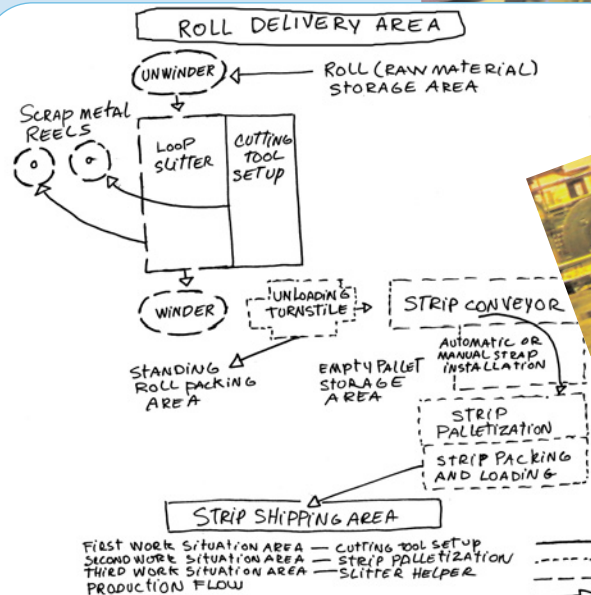 ROLL DELIVERY AREA
UNWINDER
ROLL (RAW MATERIAL)
STORAGE AREA
SCRAP METAL
REELS
LOOP
SLITTER
CUTTING
TOOL
SETUP
WINDER
UNLOADING
TURNSTILE
STRIP CONVEYOR
STANDING
ROLL PACKING
AREA
EMPTY PALLET
STORAGE
AREA
AUTOMATIC OR
MANUAL STRAP
INSTALLATION
STRIP
PALLETIZATION
STRIP PACKING
AND LOADING
STRIP SHIPPING AREA
FIRST WORK SITUATION AREA — CUTTING TOOL SETUP
SECOND WORK SITUATION AREA — STRIP PALLETIZATION
THIRD WORK SITUATION AREA — SLITTER HELPER
PRODUCTION FLOW